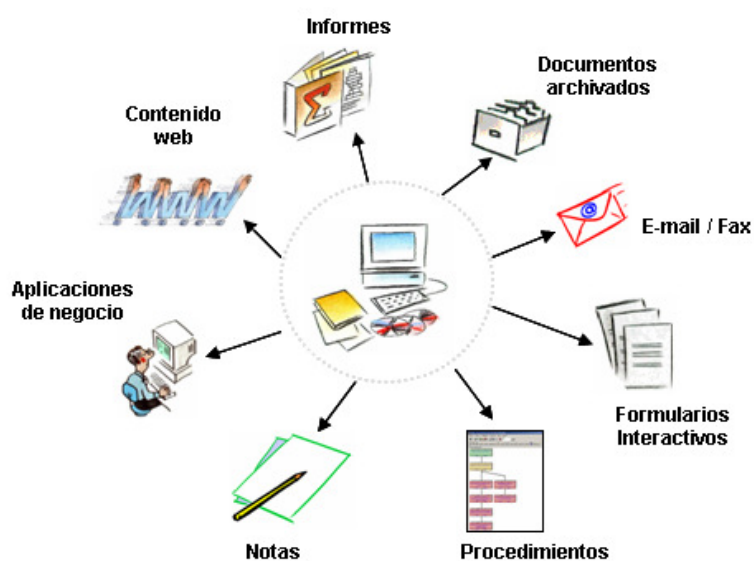 Informes
Documentos
archivados
Contenido
web
E-mail / Fax
Aplicaciones
de negocio
Formularios
Interactivos
Notas
Procedimientos